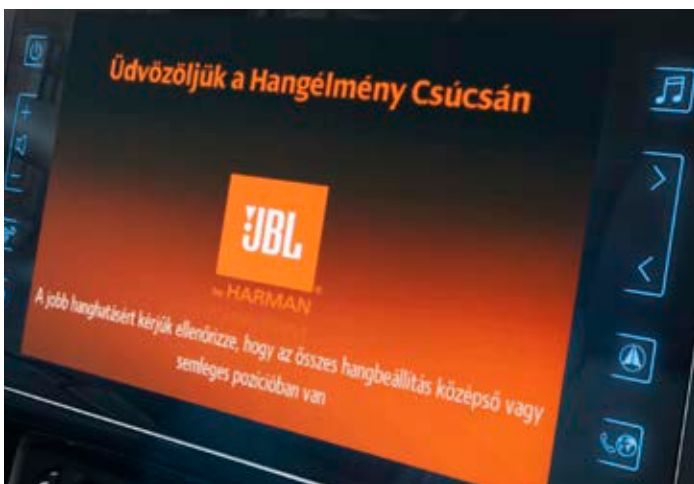 Üdvözöljük a Hangélmény Csúcsán
JBL
by HARMAN
A jobb hanghatásért kérjük ellenőrizze, hogy az összes hangbeállítás középső vagy
semleges pozícióban van